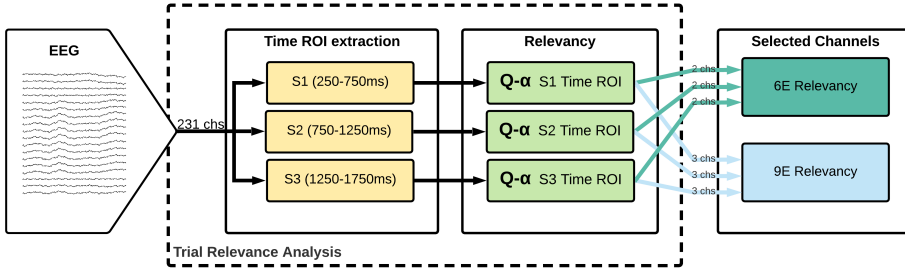 EEG
231 chs
Time ROI extraction
S1 (250-750ms)
S2 (750-1250ms)
S3 (1250-1750ms)
Relevancy
Q-α S1 Time ROI
Q-α S2 Time ROI
Q-α S3 Time ROI
Trial Relevance Analysis
2 chs
2 chs
2 chs
3 chs
3 chs
3 chs
Selected Channels
6E Relevancy
9E Relevancy